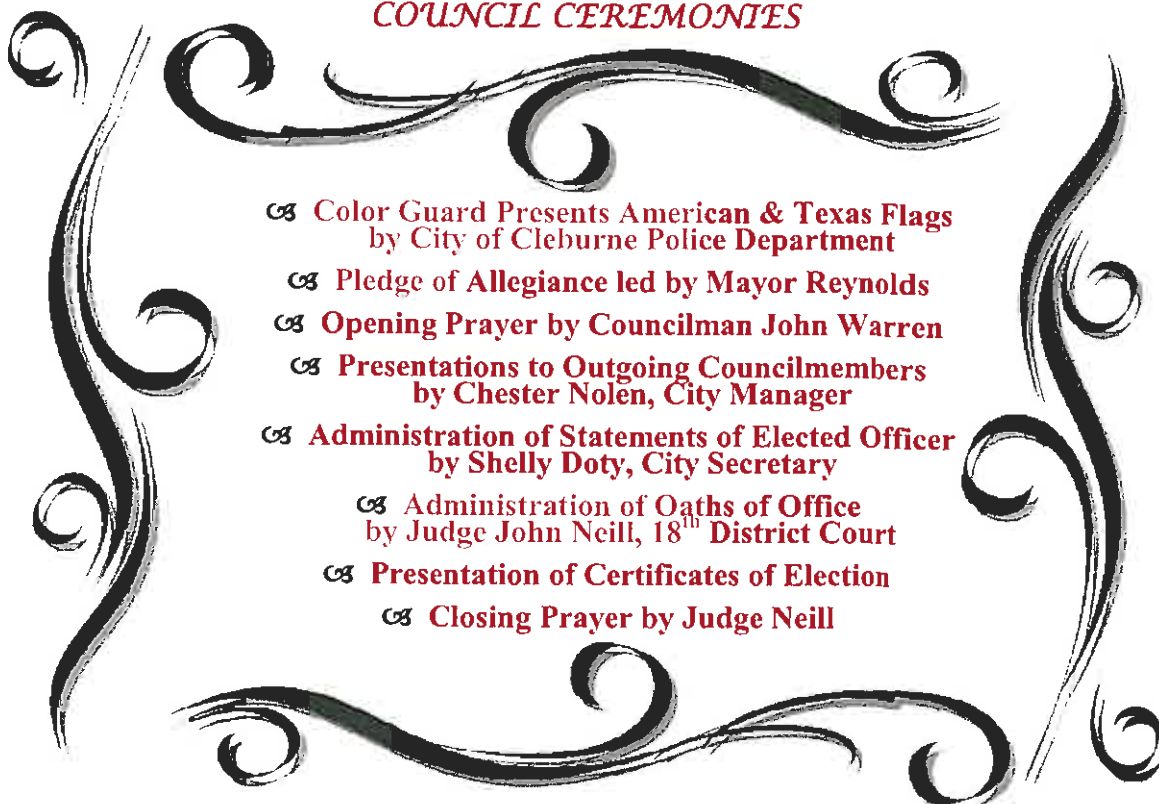 COUNCIL CEREMONIES
Color Guard Presents American & Texas Flags
by City of Cleburne Police Department
Pledge of Allegiance led by Mayor Reynolds
Opening Prayer by Councilman John Warren
Presentations to Outgoing Councilmembers
by Chester Nolen, City Manager
Administration of Statements of Elected Officer
by Shelly Doty, City Secretary
Administration of Oaths of Office
by Judge John Neill, 18th District Court
Presentation of Certificates of Election
Closing Prayer by Judge Neill